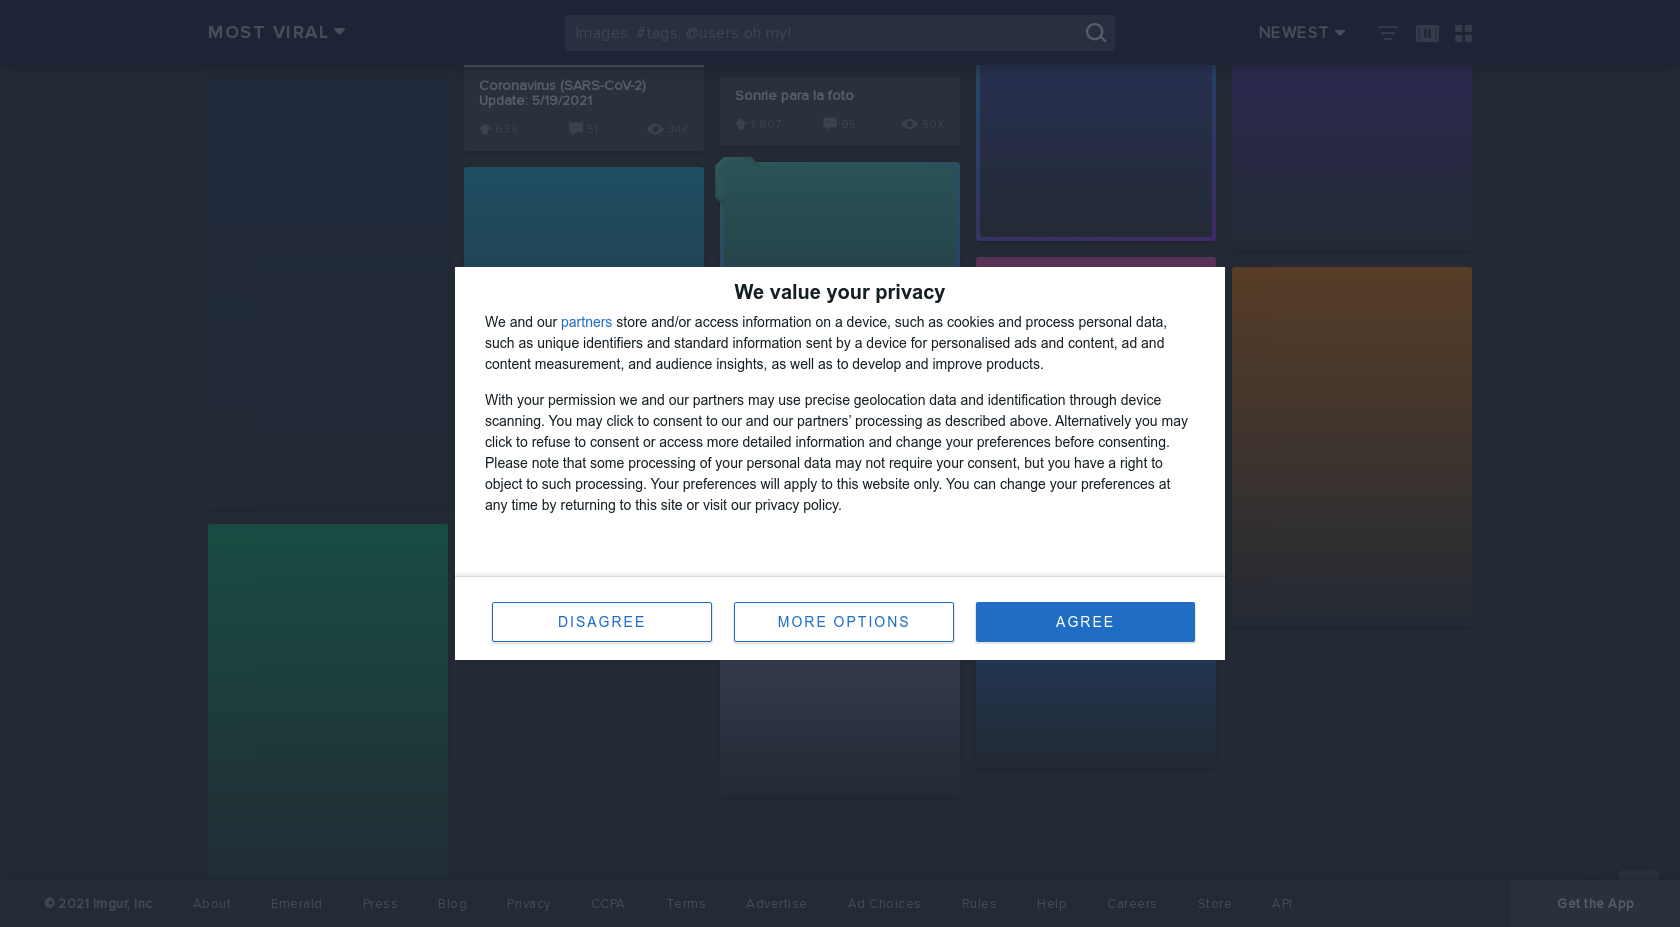 MOST VIRAL
Images, #tags, @users oh my!
NEWEST
Coronavirus (SARS-CoV-2)
Update: 5/19/2021
638 51 34K
Sonríe para la foto
1,807 95 50K
We value your privacy
We and our partners store and/or access information on a device, such as cookies and process personal data,
such as unique identifiers and standard information sent by a device for personalised ads and content, ad and
content measurement, and audience insights, as well as to develop and improve products.
With your permission we and our partners may use precise geolocation data and identification through device
scanning. You may click to consent to our and our partners’ processing as described above. Alternatively you may
click to refuse to consent or access more detailed information and change your preferences before consenting.
Please note that some processing of your personal data may not require your consent, but you have a right to
object to such processing. Your preferences will apply to this website only. You can change your preferences at
any time by returning to this site or visit our privacy policy.
DISAGREE
MORE OPTIONS
AGREE
© 2021 Imgur, Inc About Emerald Press Blog Privacy CCPA Terms Advertise Ad Choices Rules Help Careers Store API Get the App